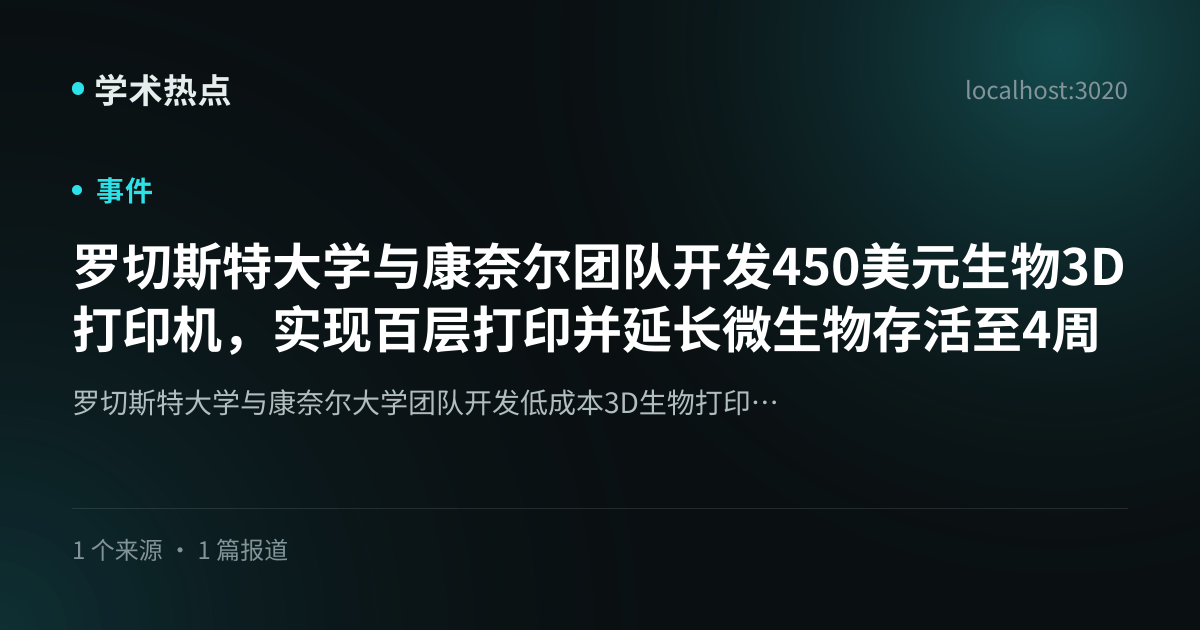 学术热点
localhost:3020
事件
罗切斯特大学与康奈尔团队开发450美元生物3D
打印机，实现百层打印并延长微生物存活至4周
罗切斯特大学与康奈尔大学团队开发低成本3D生物打印…
1 个来源 · 1 篇报道